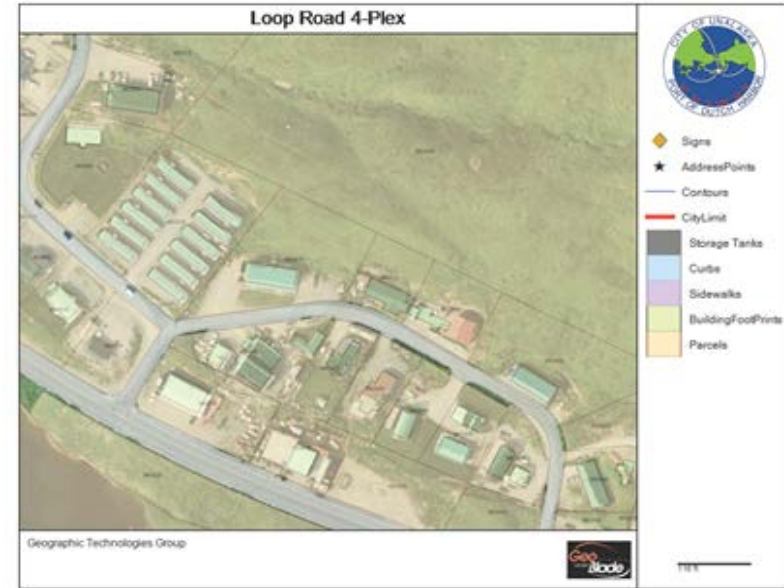 Loop Road 4-Plex
CITY OF UNALASKA
PORT OF DUTCH HARBOR
Signs
AddressPoints
Contours
CityLimit
Storage Tanks
Curbs
Sidewalks
BuildingFootPrints
Parcels
Geographic Technologies Group
Geo
Blade